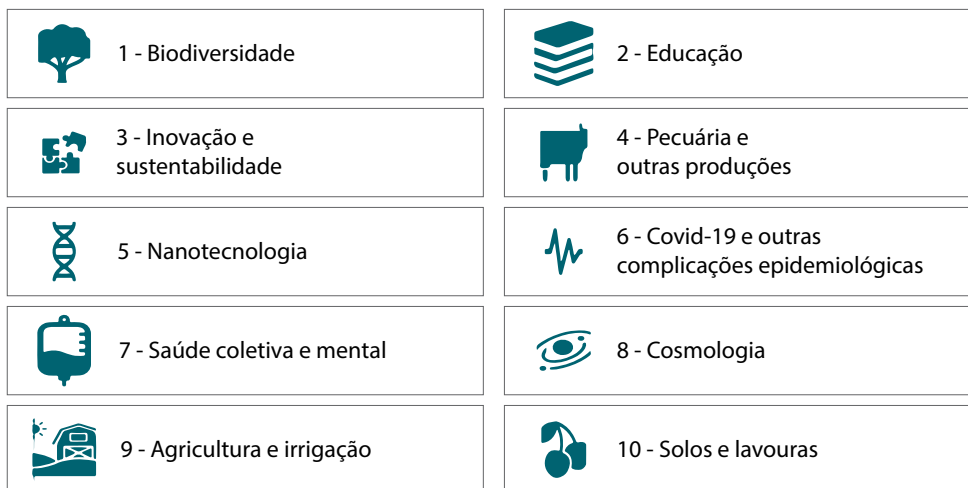 1 - Biodiversidade
2 - Educação
3 - Inovação e
sustentabilidade
4 - Pecuária e
outras produções
5 - Nanotecnologia
6 - Covid-19 e outras
complicações epidemiológicas
7 - Saúde coletiva e mental
8 - Cosmologia
9 - Agricultura e irrigação
10 - Solos e lavouras